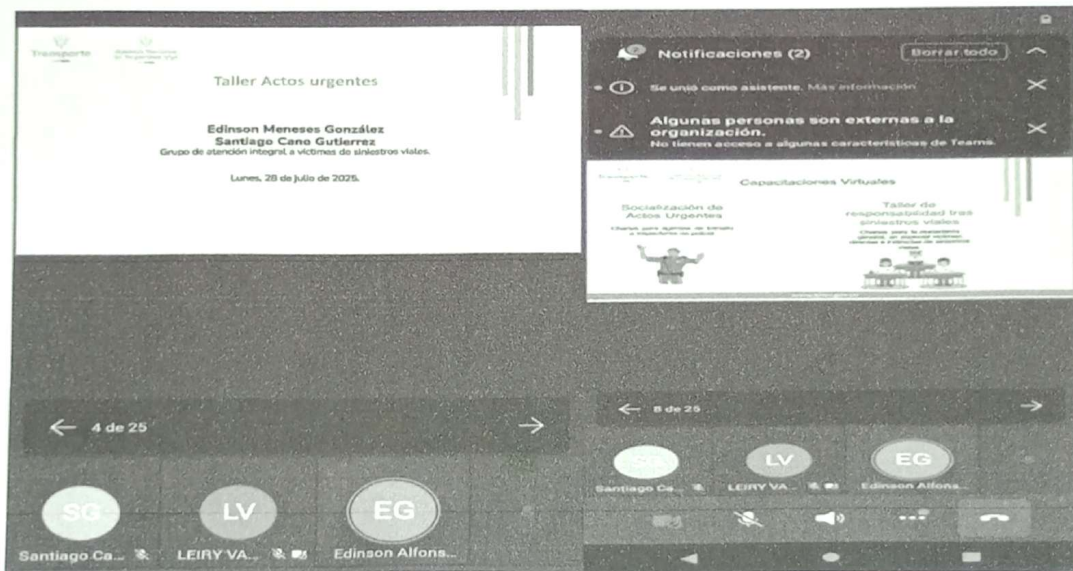 Transporte
Taller Actos urgentes
Edinson Meneses González
Santiago Cano Gutierrez
Grupo de atención integral a víctimas de siniestros viales.
Lunes, 28 de julio de 2025.
← 4 de 25 →
SG
LV
EG
Santiago Ca...
LEIRY VA...
Edinson Alfons...
Notificaciones (2)
Borrar todo
Se unió como asistente. Más información
Algunas personas son externas a la
organización.
No tienen acceso a algunas características de Teams.
Capacitaciones Virtuales
Socialización de
Actos Urgentes
Taller de
responsabilidad tras
siniestros viales
← 8 de 25 →
SG
LV
EG
Santiago Ca...
LEIRY VA...
Edinson Alfons...